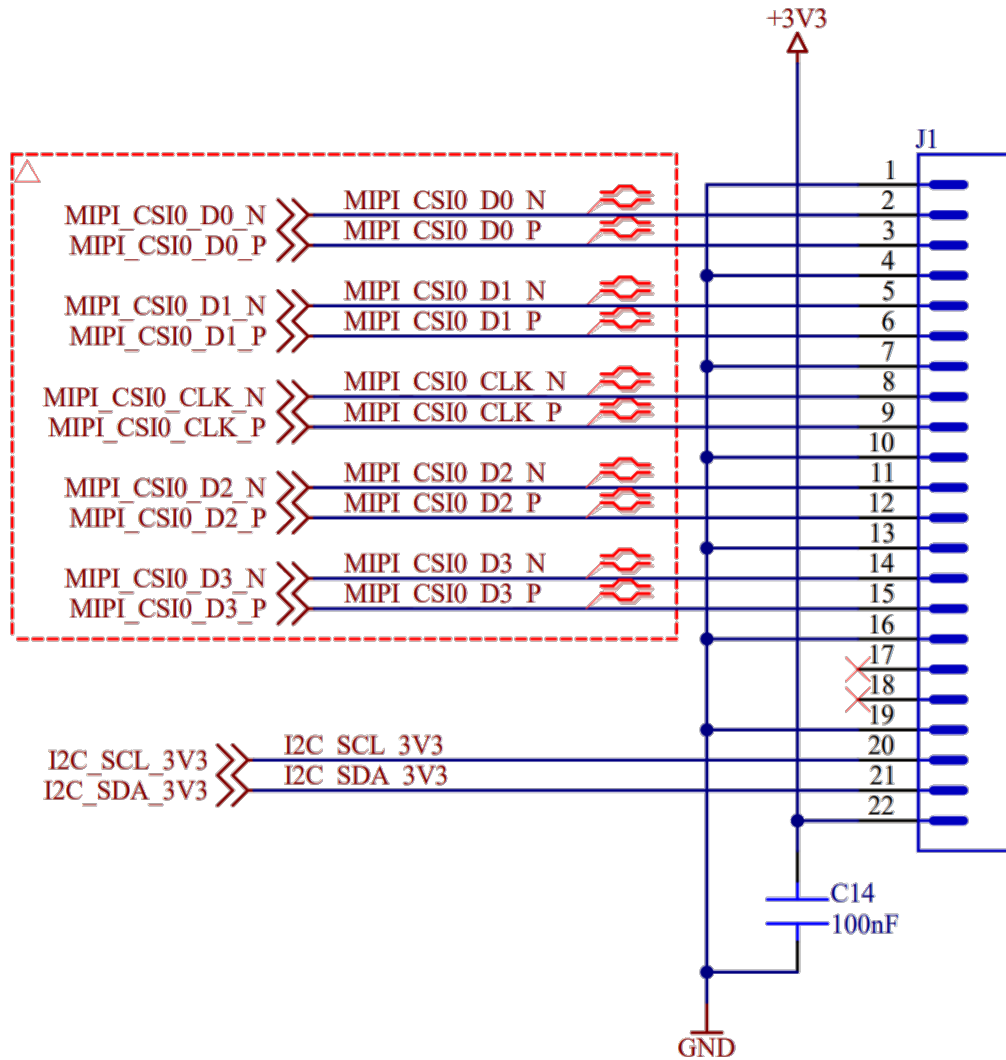 +3V3
J1
1
MIPI_CSI0_D0_N MIPI_CSI0_D0_N 2
MIPI_CSI0_D0_P MIPI_CSI0_D0_P 3
4
MIPI_CSI0_D1_N MIPI_CSI0_D1_N 5
MIPI_CSI0_D1_P MIPI_CSI0_D1_P 6
7
MIPI_CSI0_CLK_N MIPI_CSI0_CLK_N 8
MIPI_CSI0_CLK_P MIPI_CSI0_CLK_P 9
10
MIPI_CSI0_D2_N MIPI_CSI0_D2_N 11
MIPI_CSI0_D2_P MIPI_CSI0_D2_P 12
13
MIPI_CSI0_D3_N MIPI_CSI0_D3_N 14
MIPI_CSI0_D3_P MIPI_CSI0_D3_P 15
16
17
18
19
I2C_SCL_3V3 I2C_SCL_3V3 20
I2C_SDA_3V3 I2C_SDA_3V3 21
22
C14
100nF
GND